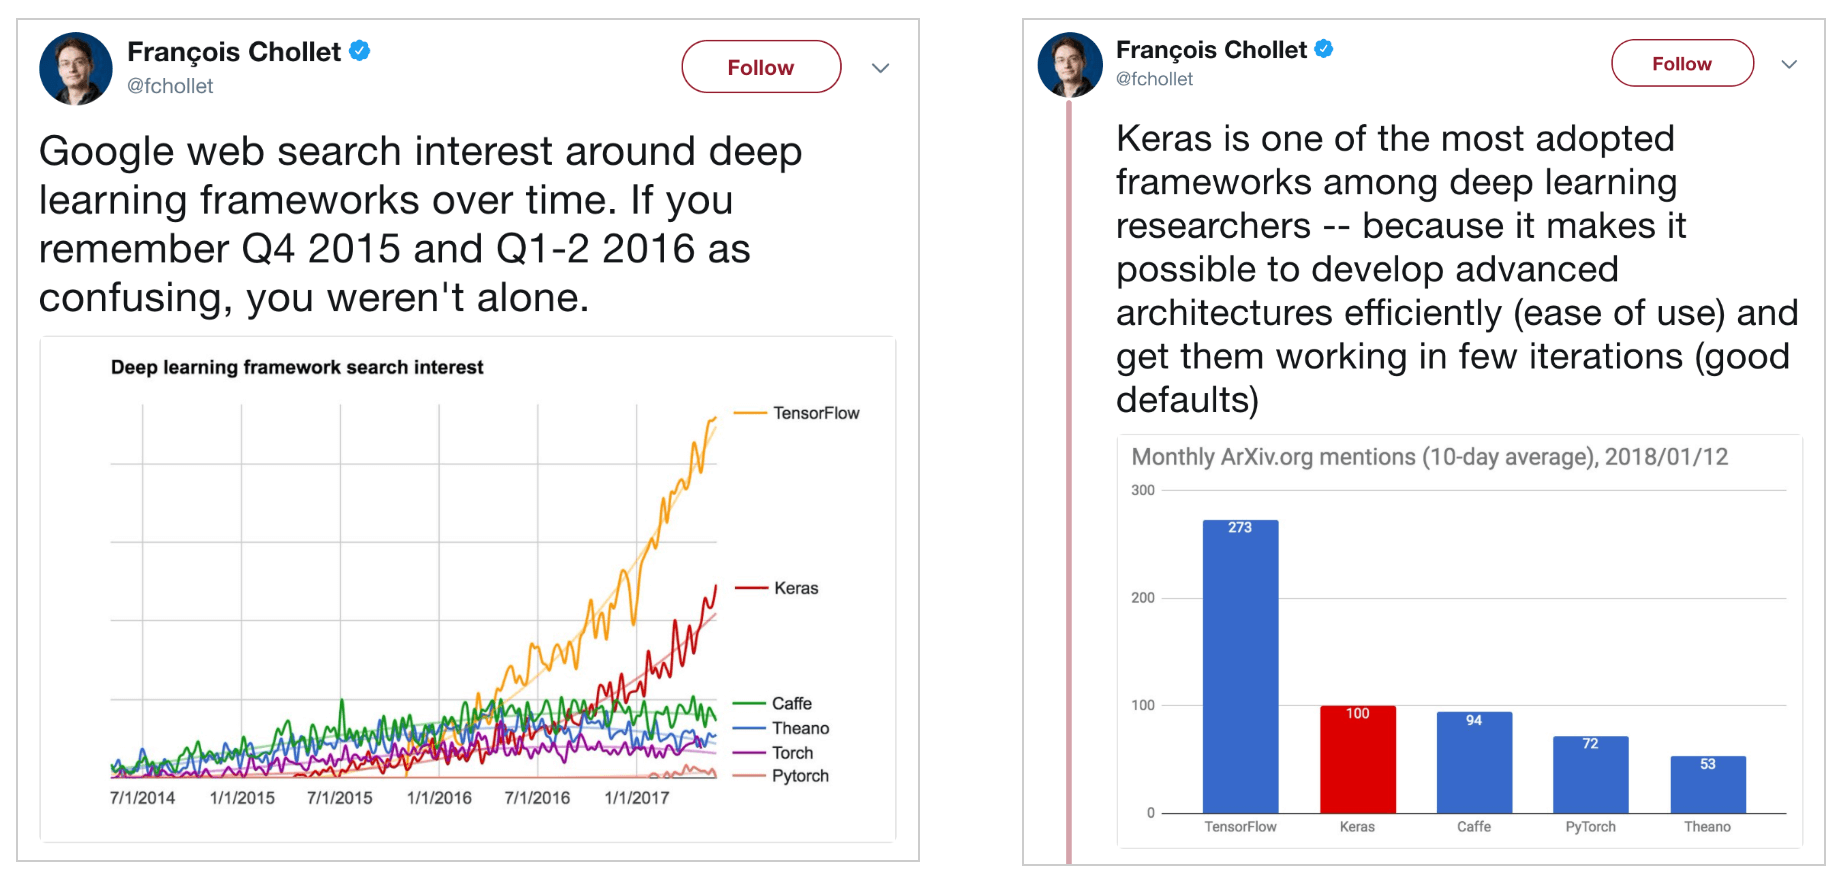 François Chollet
@fchollet
Follow
Google web search interest around deep
learning frameworks over time. If you
remember Q4 2015 and Q1-2 2016 as
confusing, you weren't alone.
Deep learning framework search interest
TensorFlow
Keras
Caffe
Theano
Torch
Pytorch
7/1/2014 1/1/2015 7/1/2015 1/1/2016 7/1/2016 1/1/2017
François Chollet
@fchollet
Follow
Keras is one of the most adopted
frameworks among deep learning
researchers -- because it makes it
possible to develop advanced
architectures efficiently (ease of use) and
get them working in few iterations (good
defaults)
Monthly ArXiv.org mentions (10-day average), 2018/01/12
300
273
200
100
100
94
72
53
0
TensorFlow Keras Caffe PyTorch Theano